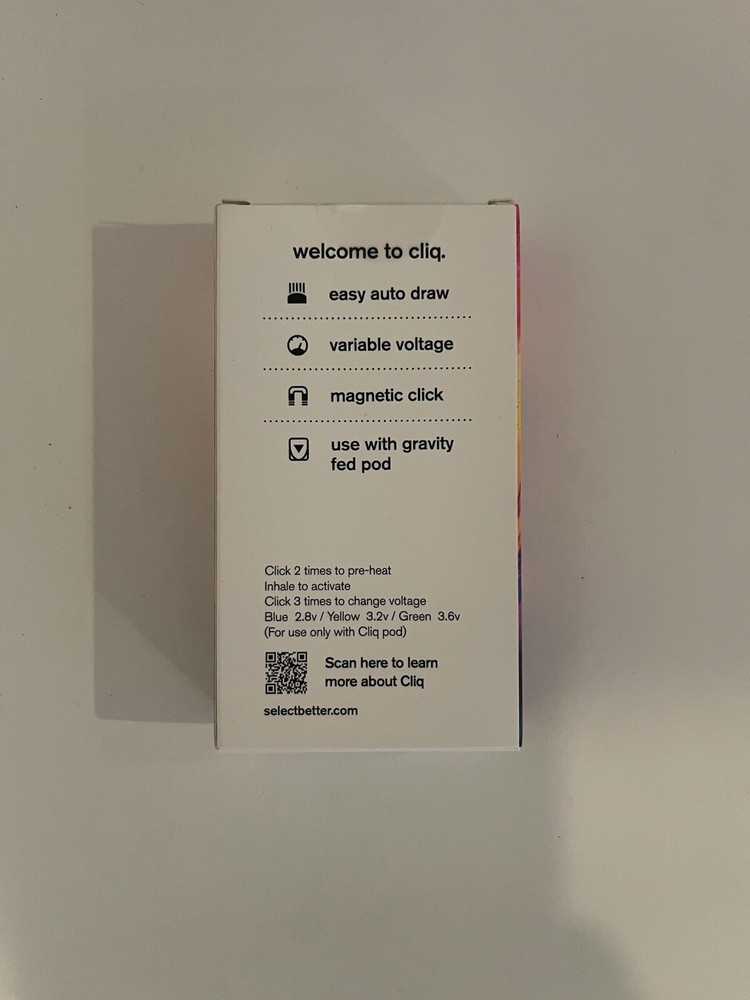 welcome to cliq.
easy auto draw
variable voltage
magnetic click
use with gravity
fed pod
Click 2 times to pre-heat
Inhale to activate
Click 3 times to change voltage
Blue 2.8v / Yellow 3.2v / Green 3.6v
(For use only with Cliq pod)
Scan here to learn
more about Cliq
selectbetter.com